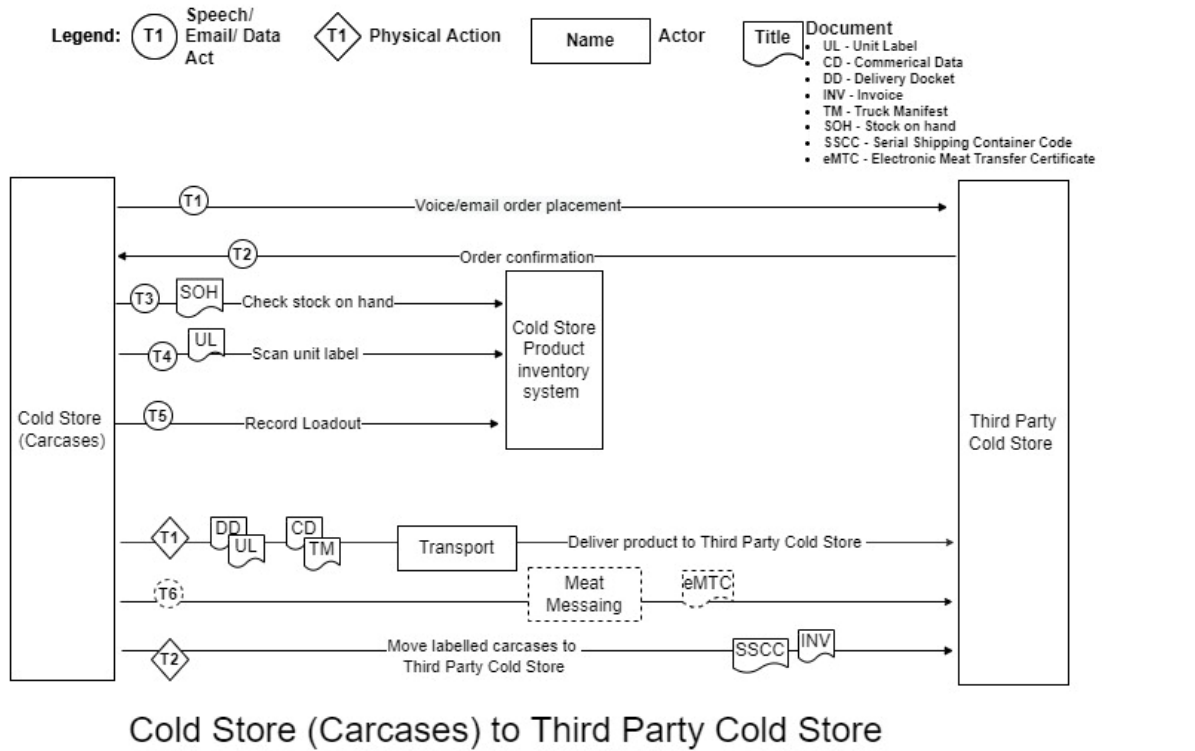 Legend:
T1
Speech/
Email/ Data
Act
T1
Physical Action
Name
Actor
Title
Document
• UL - Unit Label
• CD - Commerical Data
• DD - Delivery Docket
• INV - Invoice
• TM - Truck Manifest
• SOH - Stock on hand
• SSCC - Serial Shipping Container Code
• eMTC - Electronic Meat Transfer Certificate
Cold Store
(Carcases)
Third Party
Cold Store
T1
Voice/email order placement
T2
Order confirmation
T3
SOH
Check stock on hand
Cold Store
Product
inventory
system
T4
UL
Scan unit label
T5
Record Loadout
T1
DD
UL
CD
TM
Transport
Deliver product to Third Party Cold Store
T6
Meat
Messaing
eMTC
T2
Move labelled carcases to
Third Party Cold Store
SSCC
INV
Cold Store (Carcases) to Third Party Cold Store